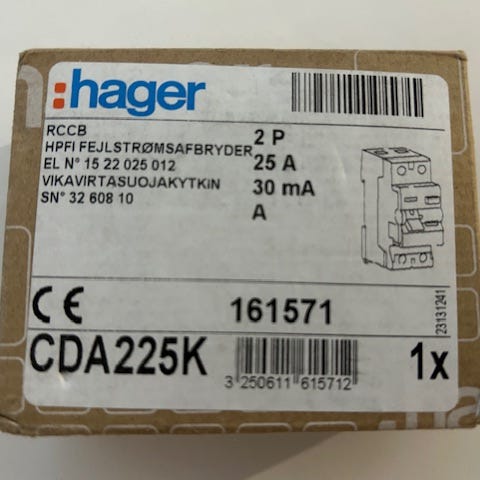 :hager
RCCB
HPFI FEJLSTRØMSAFBRYDER
EL N° 15 22 025 012
VIKAVIRTASUOJAKYTKIN
SN° 32 608 10
2 P
25 A
30 mA
A
23131241
CE
161571
CDA225K
3 250611 615712
1x